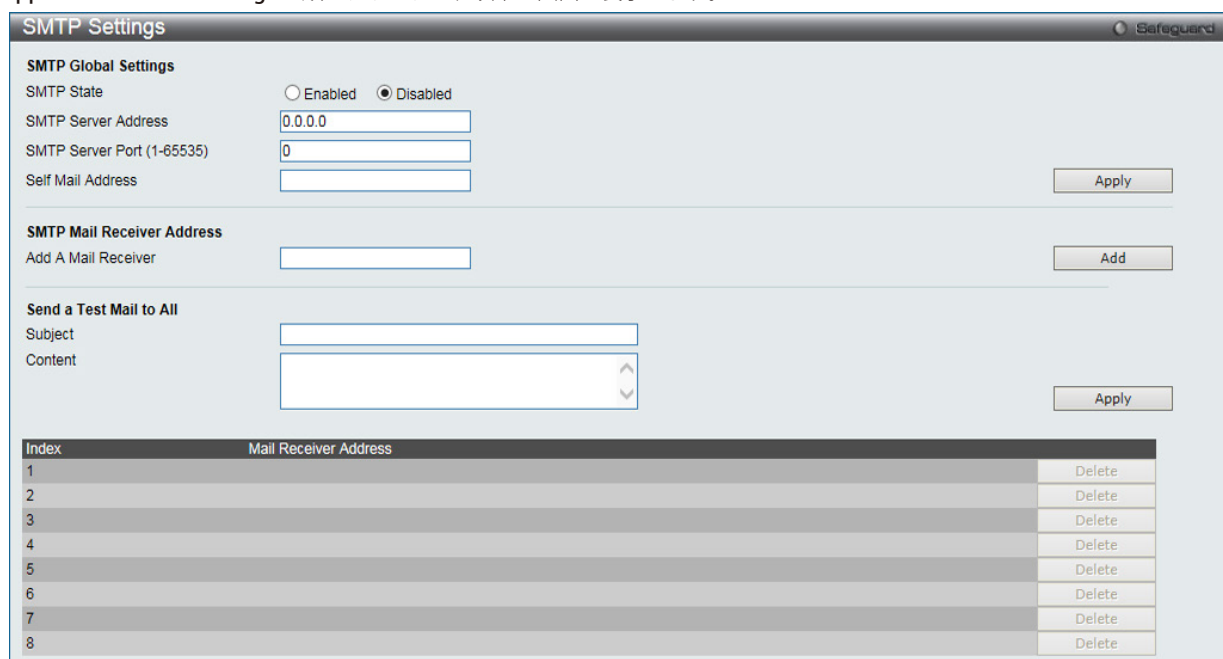 SMTP Settings
Safeguard
SMTP Global Settings
SMTP State Enabled Disabled
SMTP Server Address 0.0.0.0
SMTP Server Port (1-65535) 0
Self Mail Address Apply
SMTP Mail Receiver Address
Add A Mail Receiver Add
Send a Test Mail to All
Subject
Content
Apply
Index Mail Receiver Address
1 Delete
2 Delete
3 Delete
4 Delete
5 Delete
6 Delete
7 Delete
8 Delete